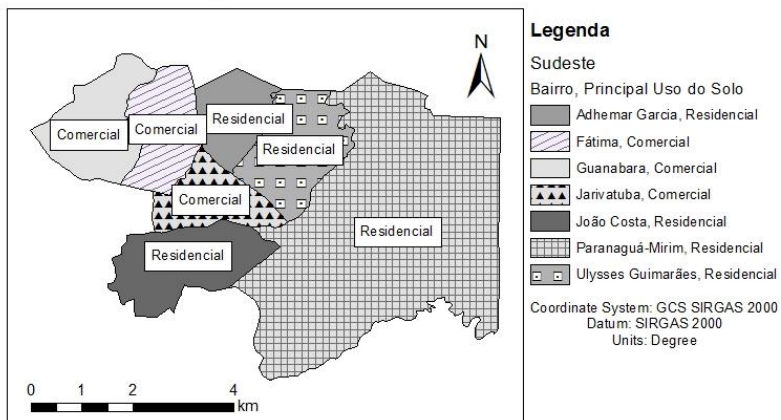 N
Comercial
Comercial
Residencial
Residencial
Comercial
Residencial
Residencial
0 1 2 4
km
Legenda
Sudeste
Bairro, Principal Uso do Solo
Adhemar Garcia, Residencial
Fátima, Comercial
Guanabara, Comercial
Jarivatuba, Comercial
João Costa, Residencial
Paranaguá-Mirim, Residencial
Ulysses Guimarães, Residencial
Coordinate System: GCS SIRGAS 2000
Datum: SIRGAS 2000
Units: Degree